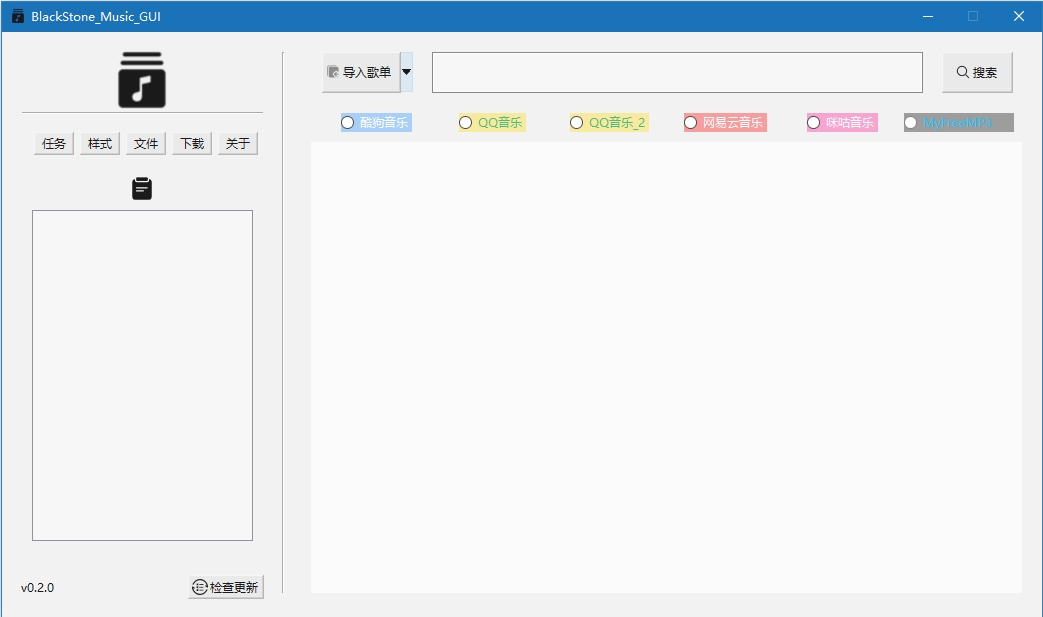 BlackStone_Music_GUI
导入歌单
搜索
酷狗音乐
QQ音乐
QQ音乐_2
网易云音乐
咪咕音乐
MyFreeMP3
任务
样式
文件
下载
关于
v0.2.0
检查更新